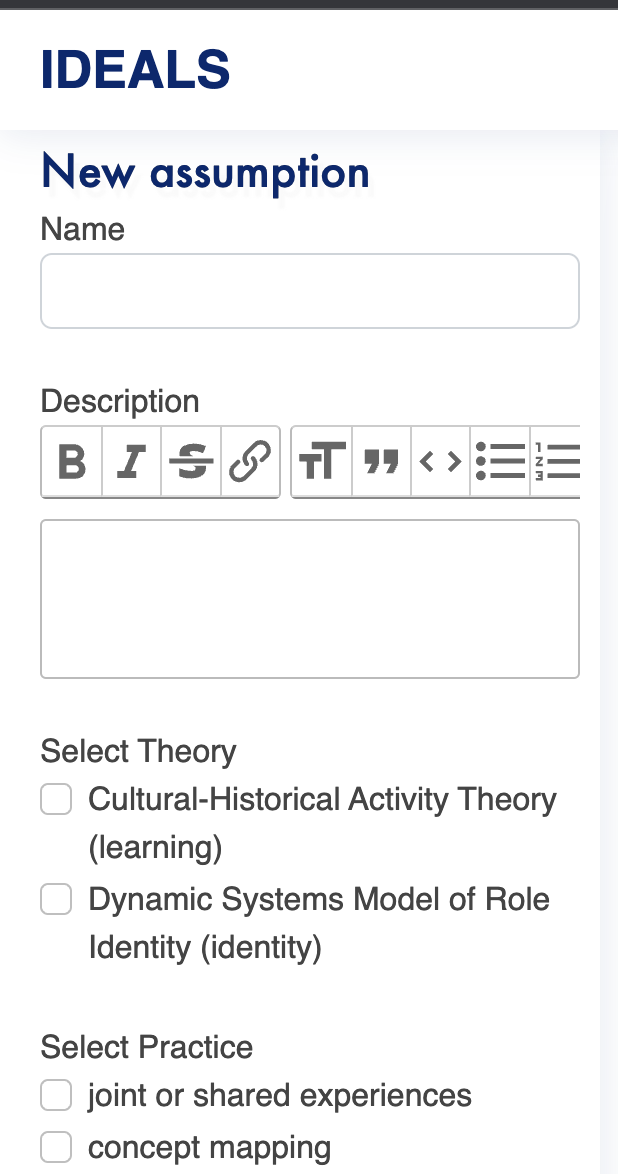 IDEALS
New assumption
Name
Description
Select Theory
Cultural-Historical Activity Theory
(learning)
Dynamic Systems Model of Role
Identity (identity)
Select Practice
joint or shared experiences
concept mapping